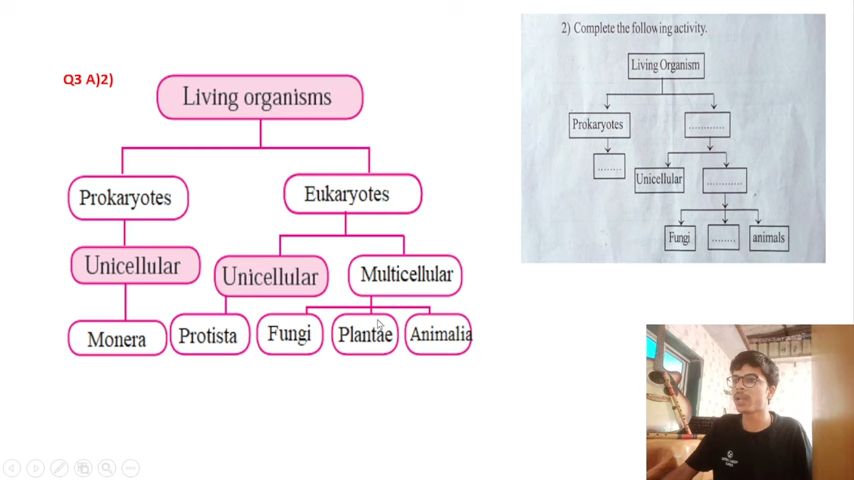 Q3 A)2)
Living organisms
Prokaryotes
Eukaryotes
Unicellular
Unicellular
Multicellular
Monera
Protista
Fungi
Plantae
Animalia
2) Complete the following activity.
Living Organism
Prokaryotes
............
........
Unicellular
............
Fungi
........
animals